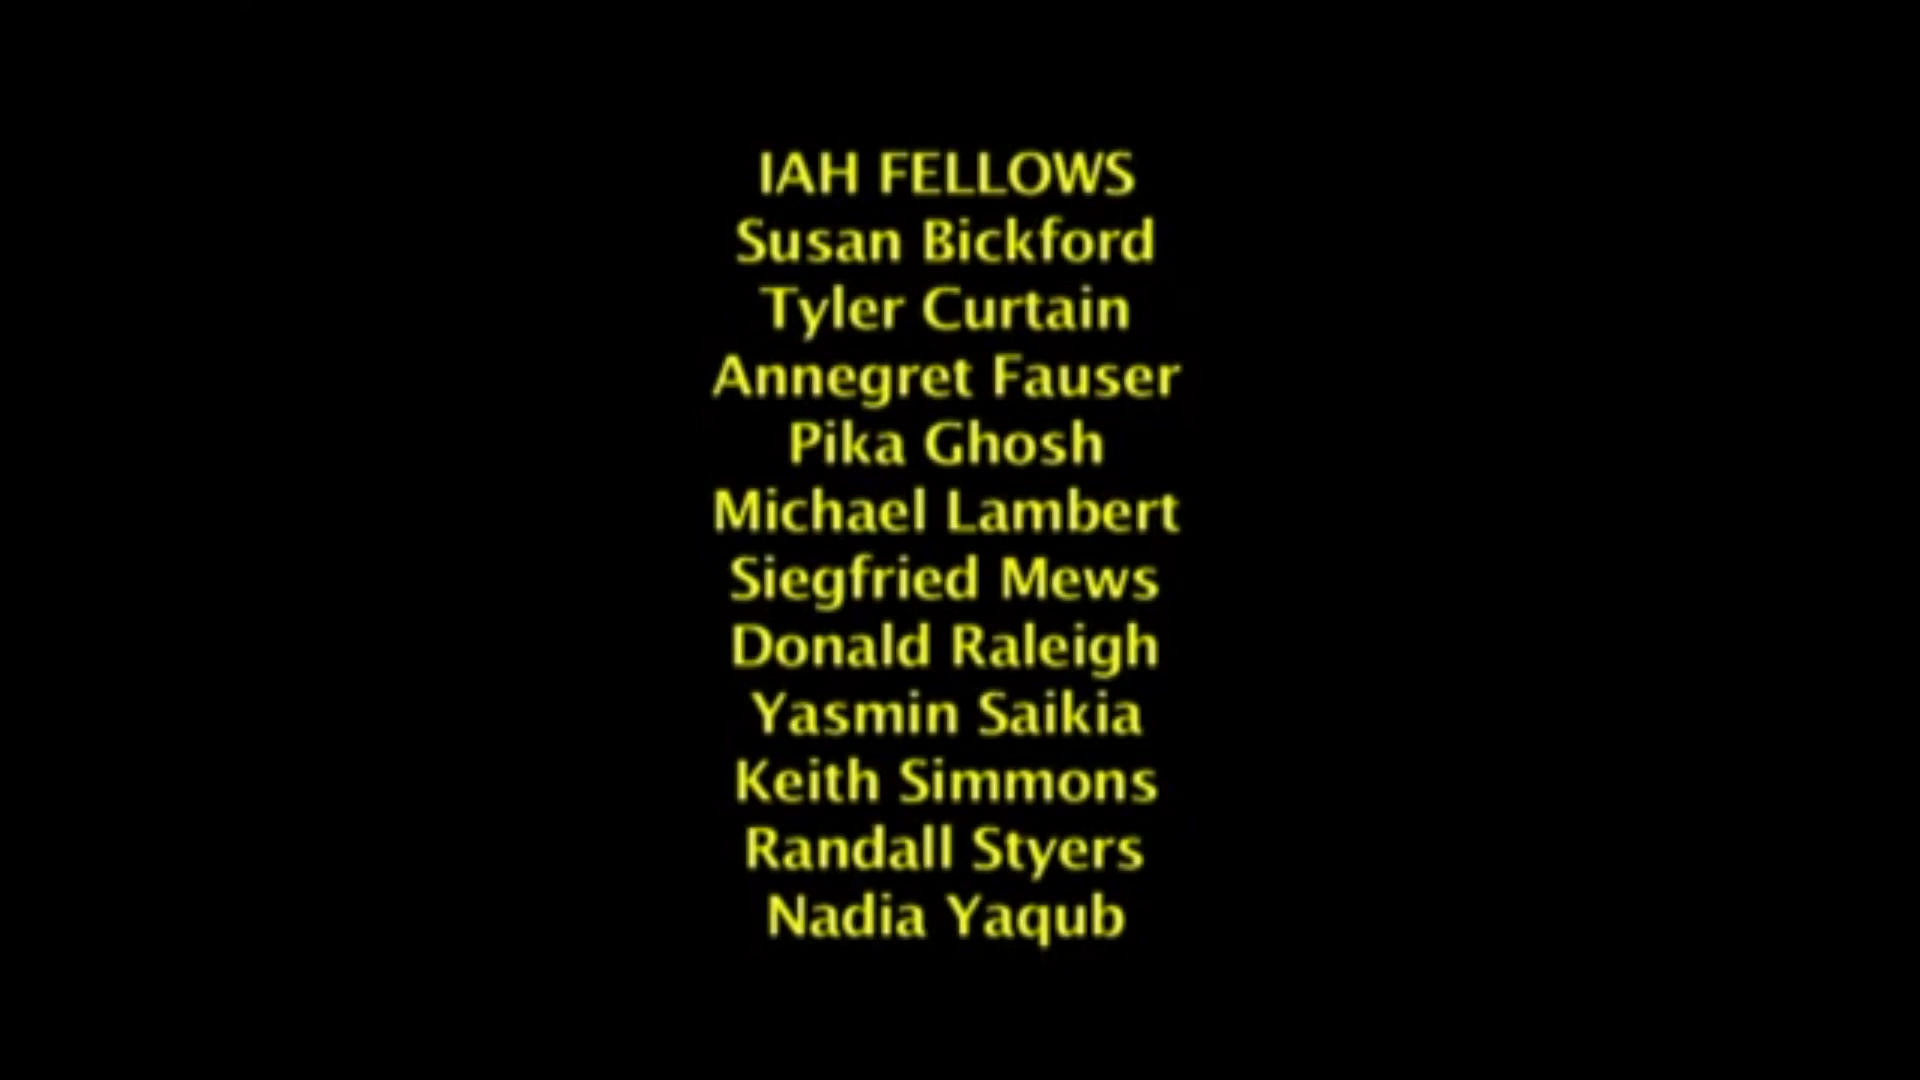 IAH FELLOWS
Susan Bickford
Tyler Curtain
Annegret Fauser
Pika Ghosh
Michael Lambert
Siegfried Mews
Donald Raleigh
Yasmin Saikia
Keith Simmons
Randall Styers
Nadia Yaqub